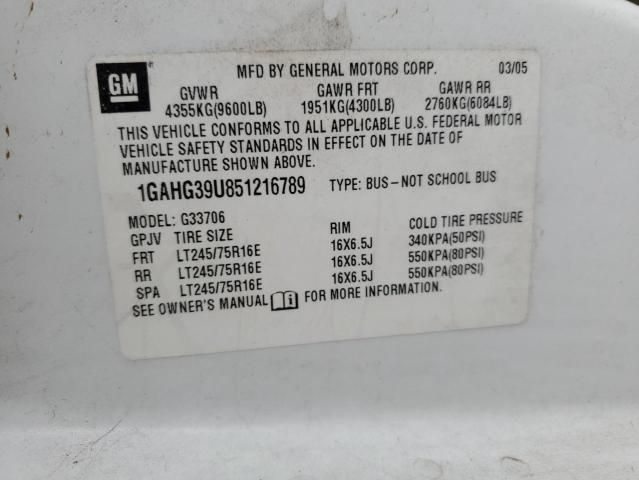 GM
MFD BY GENERAL MOTORS CORP. 03/05
GVWR GAWR FRT GAWR RR
4355KG(9600LB) 1951KG(4300LB) 2760KG(6084LB)
THIS VEHICLE CONFORMS TO ALL APPLICABLE U.S. FEDERAL MOTOR
VEHICLE SAFETY STANDARDS IN EFFECT ON THE DATE OF
MANUFACTURE SHOWN ABOVE.
1GAHG39U851216789 TYPE: BUS-NOT SCHOOL BUS
MODEL: G33706
GPJV TIRE SIZE RIM COLD TIRE PRESSURE
FRT LT245/75R16E 16X6.5J 340KPA(50PSI)
RR LT245/75R16E 16X6.5J 550KPA(80PSI)
SPA LT245/75R16E 16X6.5J 550KPA(80PSI)
SEE OWNER'S MANUAL FOR MORE INFORMATION.